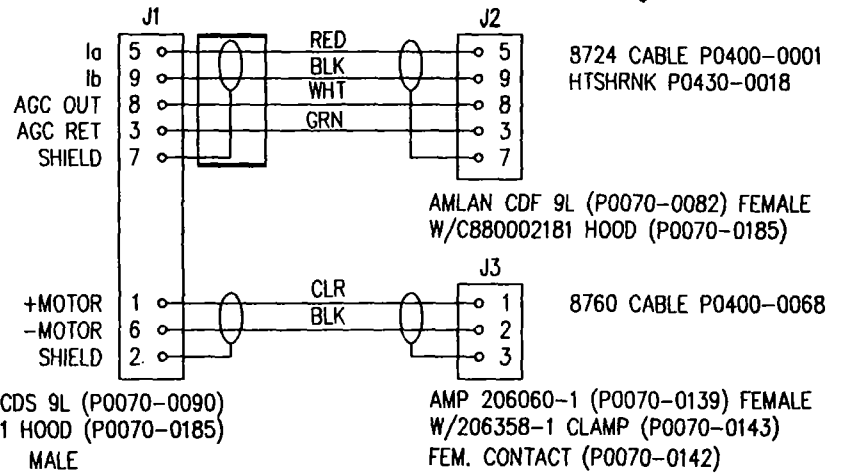 J1
J2
Ia 5 RED 5
Ib 9 BLK 9
AGC OUT 8 WHT 8
AGC RET 3 GRN 3
SHIELD 7 7
8724 CABLE P0400-0001
HTSHRNK P0430-0018
AMLAN CDF 9L (P0070-0082) FEMALE
W/C880002181 HOOD (P0070-0185)
J3
+MOTOR 1 CLR 1
-MOTOR 6 BLK 2
SHIELD 2 3
8760 CABLE P0400-0068
CDS 9L (P0070-0090)
1 HOOD (P0070-0185)
MALE
AMP 206060-1 (P0070-0139) FEMALE
W/206358-1 CLAMP (P0070-0143)
FEM. CONTACT (P0070-0142)